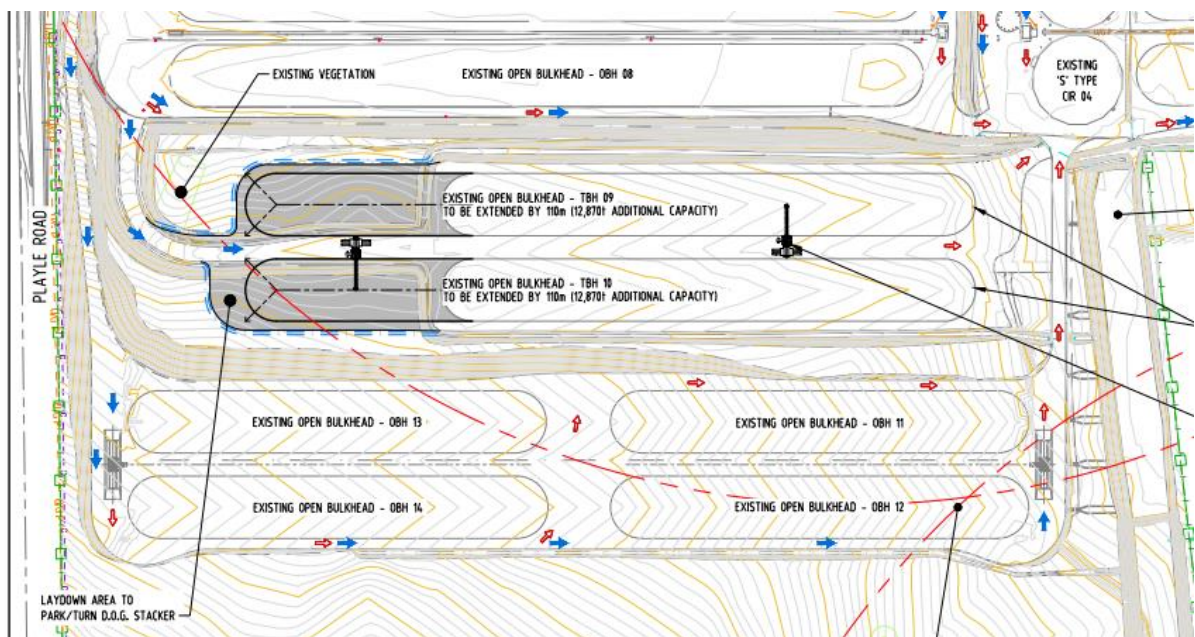 EXISTING VEGETATION
EXISTING OPEN BULKHEAD - OBH 08
EXISTING
'S' TYPE
CIR 04
PLAYLE ROAD
EXISTING OPEN BULKHEAD - TBH 09
TO BE EXTENDED BY 110m (12,870t ADDITIONAL CAPACITY)
EXISTING OPEN BULKHEAD - TBH 10
TO BE EXTENDED BY 110m (12,870t ADDITIONAL CAPACITY)
EXISTING OPEN BULKHEAD - OBH 13
EXISTING OPEN BULKHEAD - OBH 11
EXISTING OPEN BULKHEAD - OBH 14
EXISTING OPEN BULKHEAD - OBH 12
LAYDOWN AREA TO
PARK/TURN D.O.G. STACKER